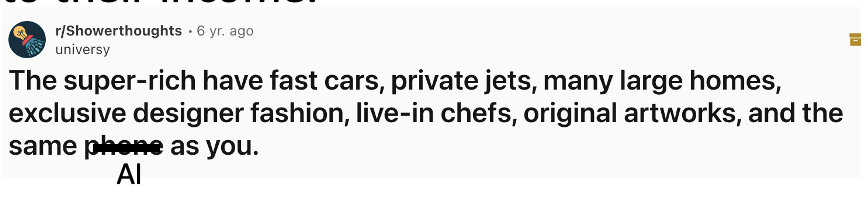 r/Showerthoughts • 6 yr. ago
universy
The super-rich have fast cars, private jets, many large homes,
exclusive designer fashion, live-in chefs, original artworks, and the
same phone as you.
AI